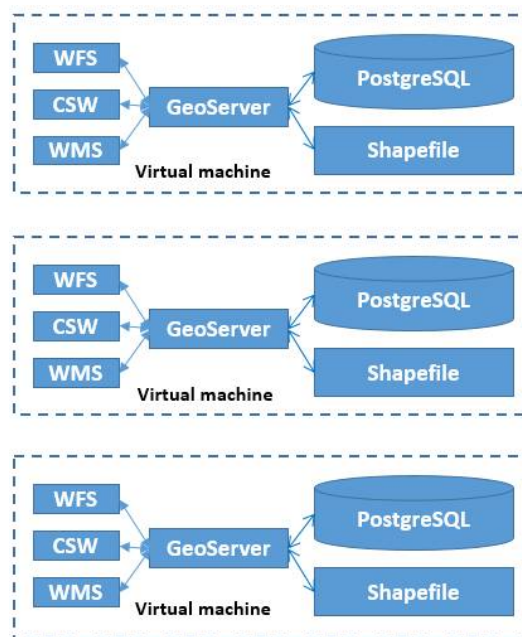 WFS
CSW
WMS
GeoServer
PostgreSQL
Shapefile
Virtual machine
WFS
CSW
WMS
GeoServer
PostgreSQL
Shapefile
Virtual machine
WFS
CSW
WMS
GeoServer
PostgreSQL
Shapefile
Virtual machine